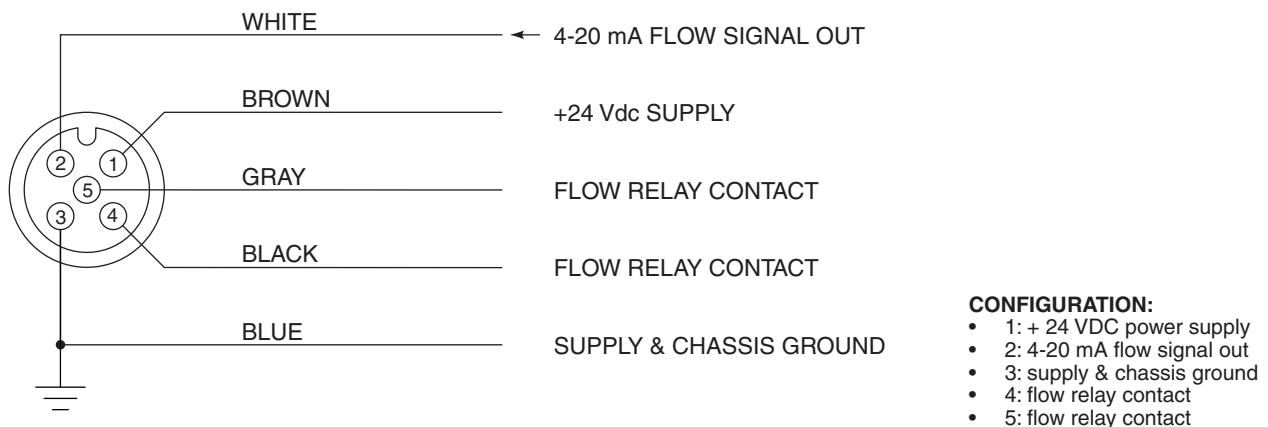 WHITE
4-20 mA FLOW SIGNAL OUT
BROWN
+24 Vdc SUPPLY
2
1
5
GRAY
FLOW RELAY CONTACT
3
4
BLACK
FLOW RELAY CONTACT
BLUE
SUPPLY & CHASSIS GROUND
CONFIGURATION:
• 1: + 24 VDC power supply
• 2: 4-20 mA flow signal out
• 3: supply & chassis ground
• 4: flow relay contact
• 5: flow relay contact